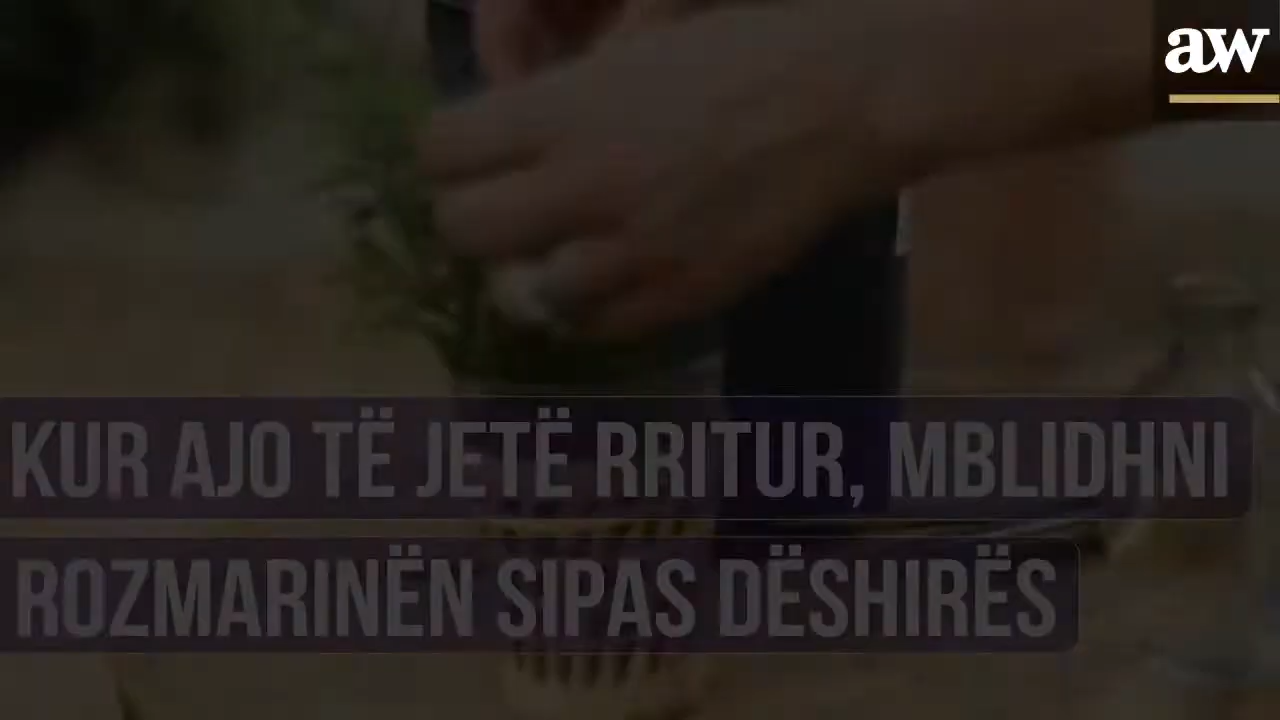 aw
KUR AJO TË JETË RRITUR, MBLIDHNI
ROZMARINËN SIPAS DËSHIRËS